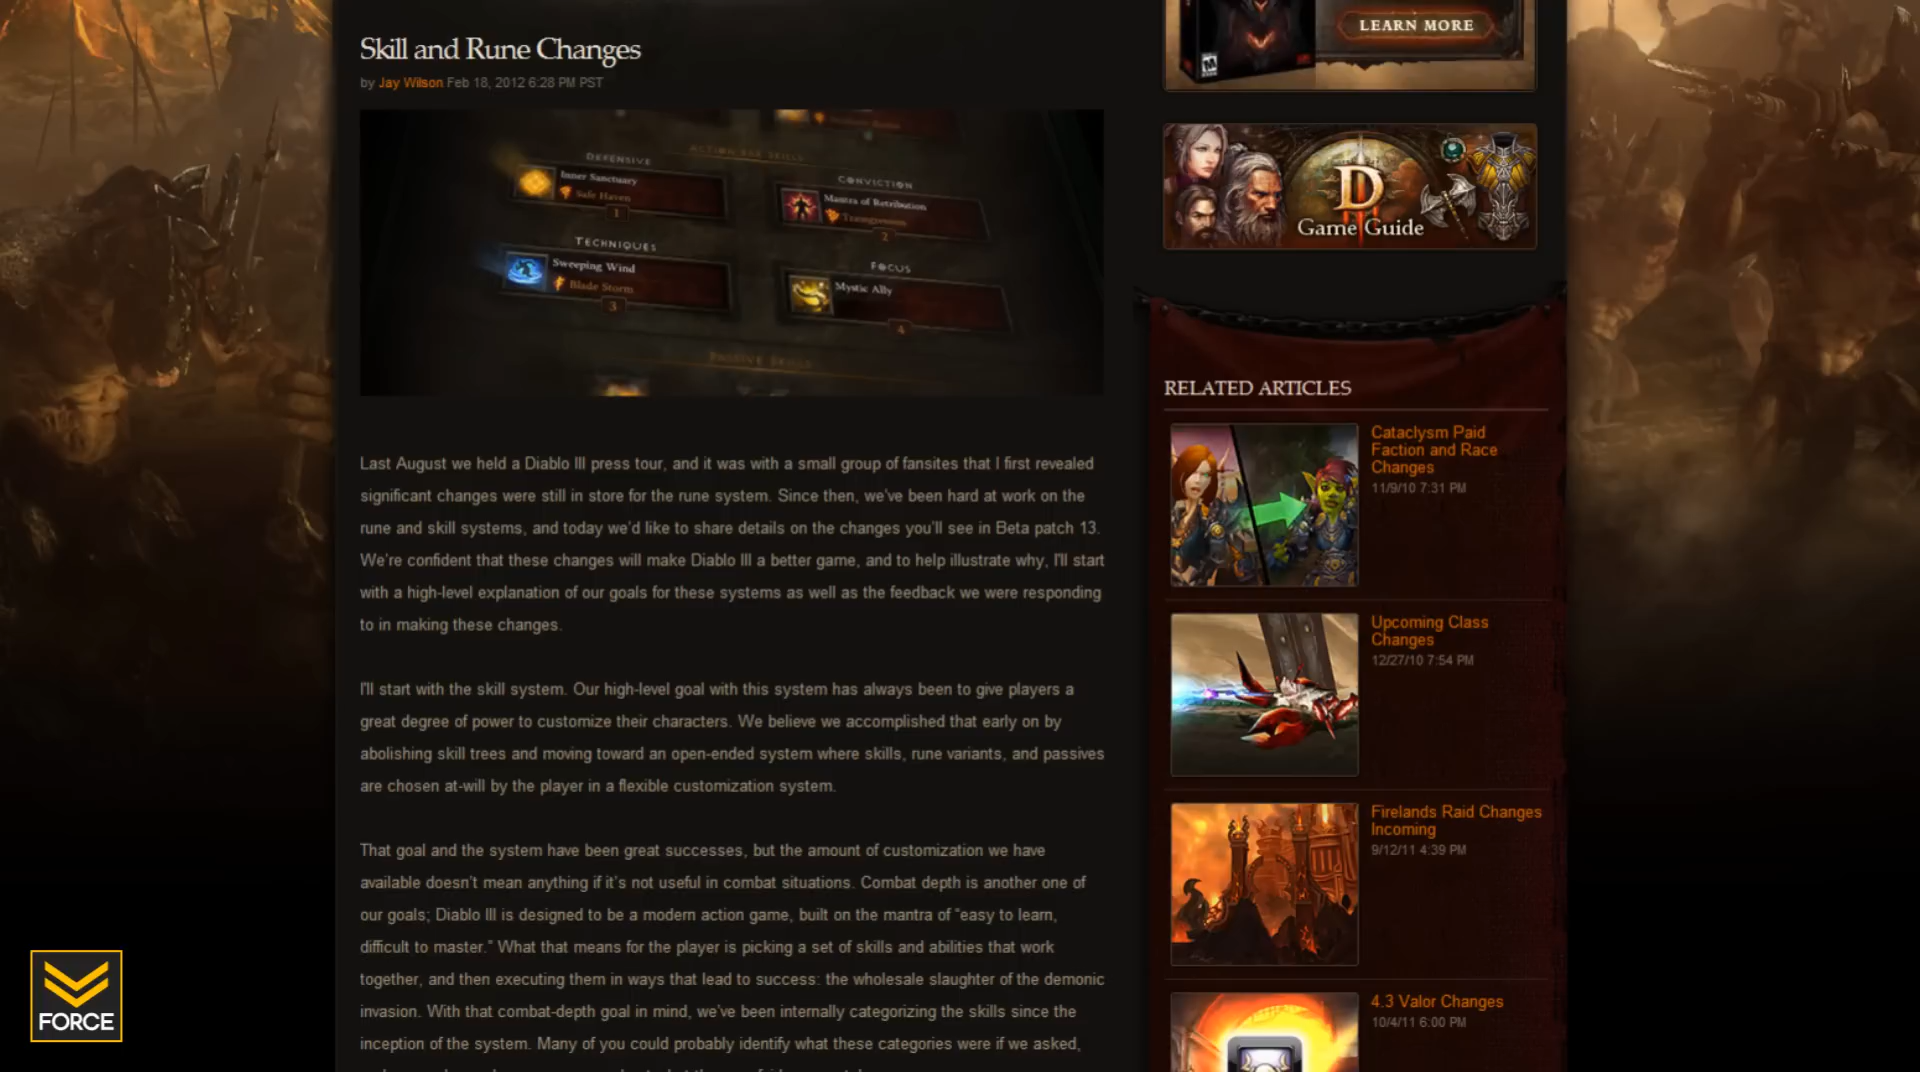 Skill and Rune Changes
by Jay Wilson Feb 18, 2012 6:28 PM PST
ACTION BAR SKILLS
DEFENSIVE
Inner Sanctuary
Safe Haven
1
CONVICTION
Mantra of Retribution
Transgression
2
TECHNIQUES
Sweeping Wind
Blade Storm
3
FOCUS
Mystic Ally
4
PASSIVE SKILLS
Last August we held a Diablo III press tour, and it was with a small group of fansites that I first revealed
significant changes were still in store for the rune system. Since then, we've been hard at work on the
rune and skill systems, and today we'd like to share details on the changes you'll see in Beta patch 13.
We're confident that these changes will make Diablo III a better game, and to help illustrate why, I'll start
with a high-level explanation of our goals for these systems as well as the feedback we were responding
to in making these changes.
I'll start with the skill system. Our high-level goal with this system has always been to give players a
great degree of power to customize their characters. We believe we accomplished that early on by
abolishing skill trees and moving toward an open-ended system where skills, rune variants, and passives
are chosen at-will by the player in a flexible customization system.
That goal and the system have been great successes, but the amount of customization we have
available doesn't mean anything if it's not useful in combat situations. Combat depth is another one of
our goals; Diablo III is designed to be a modern action game, built on the mantra of "easy to learn,
difficult to master." What that means for the player is picking a set of skills and abilities that work
together, and then executing them in ways that lead to success: the wholesale slaughter of the demonic
invasion. With that combat-depth goal in mind, we've been internally categorizing the skills since the
inception of the system. Many of you could probably identify what these categories were if we asked,
LEARN MORE
D
Game Guide
RELATED ARTICLES
Cataclysm Paid
Faction and Race
Changes
11/9/10 7:31 PM
Upcoming Class
Changes
12/27/10 7:54 PM
Firelands Raid Changes
Incoming
9/12/11 4:39 PM
4.3 Valor Changes
10/4/11 6:00 PM
FORCE